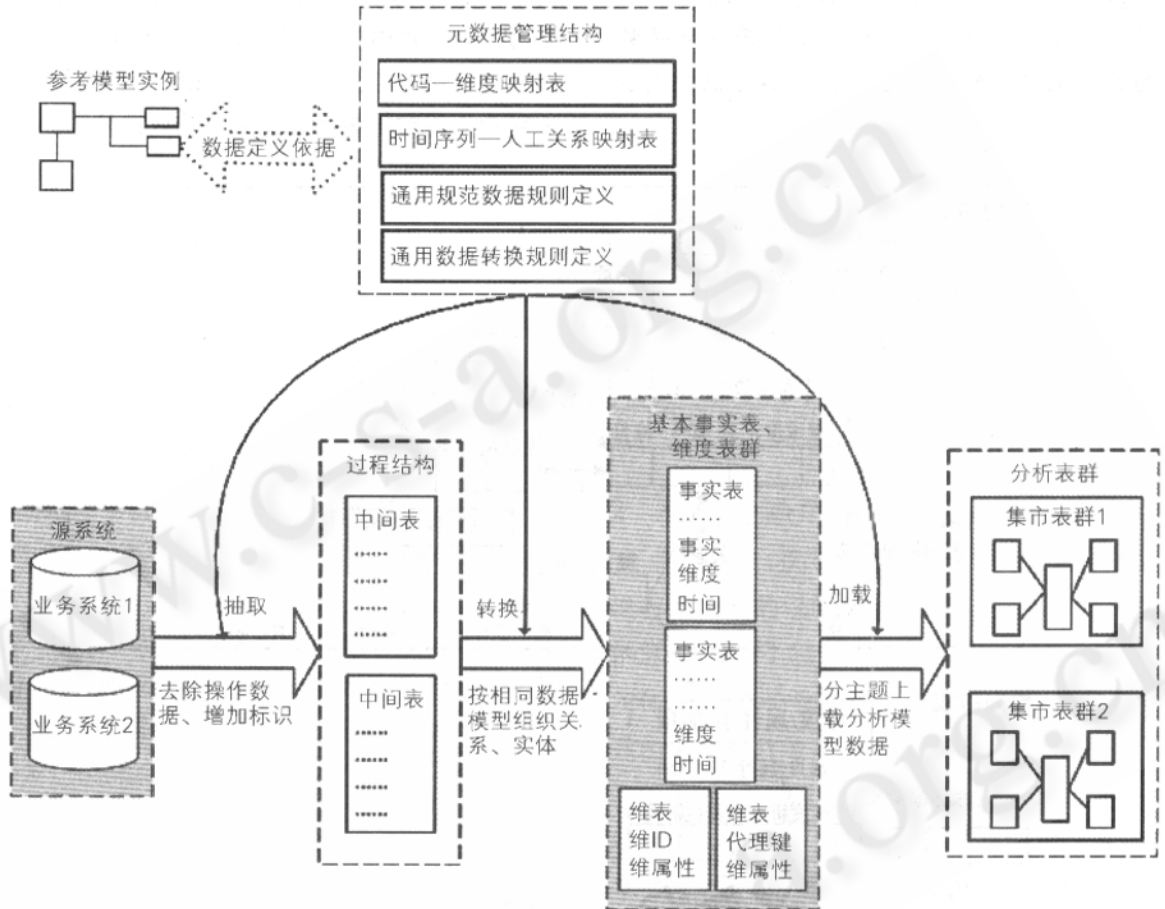 元数据管理结构
代码—维度映射表
时间序列—人工关系映射表
通用规范数据规则定义
通用数据转换规则定义
参考模型实例
数据定义依据
源系统
业务系统1
业务系统2
抽取
去除操作数
据、增加标识
过程结构
中间表
……
……
……
……
中间表
……
……
……
……
转换
按相同数据
模型组织关
系、实体
基本事实表、
维度表群
事实表
……
事实
维度
时间
事实表
……
……
维度
时间
维表
维ID
维属性
维表
代理键
维属性
加载
分主题上
载分析模
型数据
分析表群
集市表群1
集市表群2
www.c-s-a.org.cn